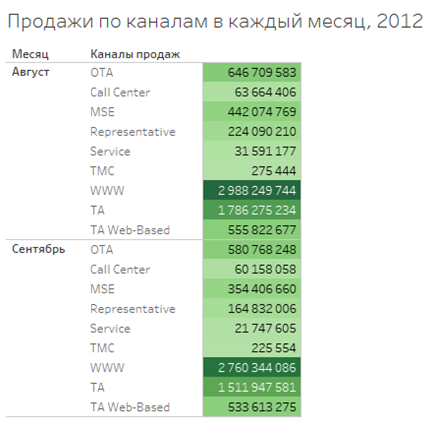 Продажи по каналам в каждый месяц, 2012
Месяц Каналы продаж
Август OTA 646 709 583
Call Center 63 664 406
MSE 442 074 769
Representative 224 090 210
Service 31 591 177
TMC 275 444
WWW 2 988 249 744
TA 1 786 275 234
TA Web-Based 555 822 677
Сентябрь OTA 580 768 248
Call Center 60 158 058
MSE 354 406 660
Representative 164 832 006
Service 21 747 605
TMC 225 554
WWW 2 760 344 086
TA 1 511 947 581
TA Web-Based 533 613 275